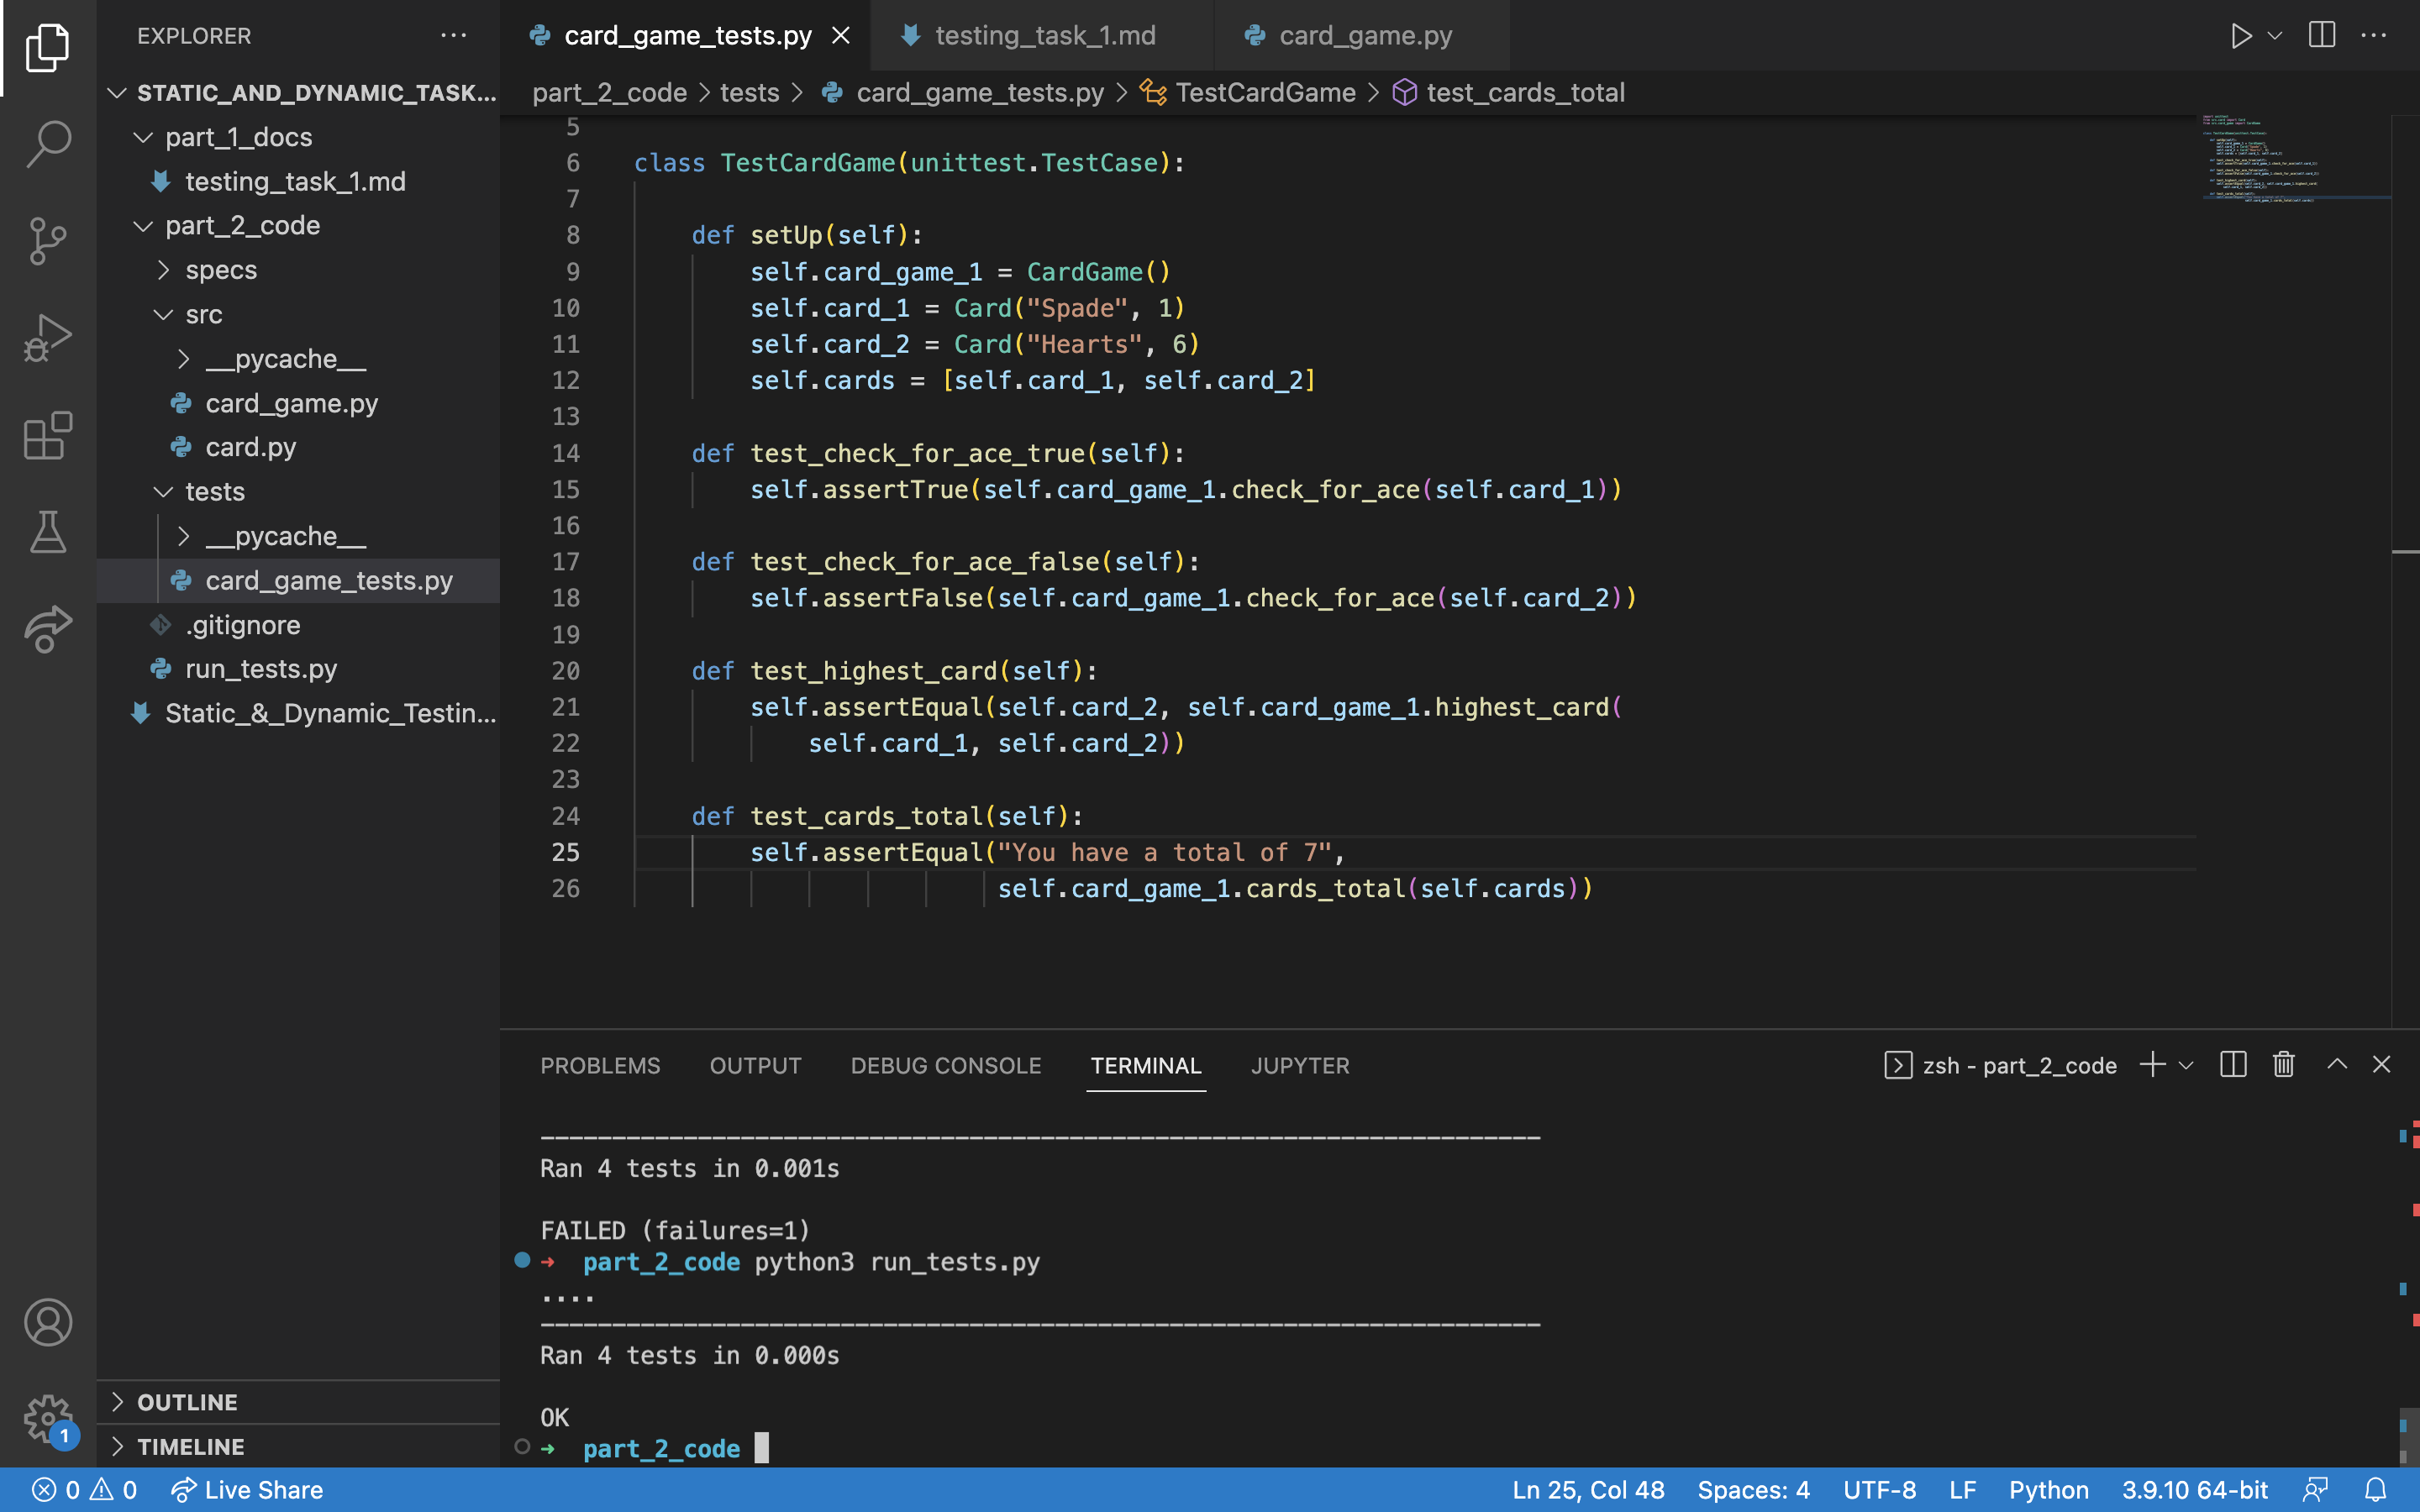 EXPLORER
STATIC_AND_DYNAMIC_TASK...
part_1_docs
testing_task_1.md
part_2_code
specs
src
__pycache__
card_game.py
card.py
tests
__pycache__
card_game_tests.py
.gitignore
run_tests.py
Static_&_Dynamic_Testin...
OUTLINE
TIMELINE
1
card_game_tests.py
testing_task_1.md
card_game.py
part_2_code > tests > card_game_tests.py > TestCardGame > test_cards_total
5
6 class TestCardGame(unittest.TestCase):
7
8 def setUp(self):
9 self.card_game_1 = CardGame()
10 self.card_1 = Card("Spade", 1)
11 self.card_2 = Card("Hearts", 6)
12 self.cards = [self.card_1, self.card_2]
13
14 def test_check_for_ace_true(self):
15 self.assertTrue(self.card_game_1.check_for_ace(self.card_1))
16
17 def test_check_for_ace_false(self):
18 self.assertFalse(self.card_game_1.check_for_ace(self.card_2))
19
20 def test_highest_card(self):
21 self.assertEqual(self.card_2, self.card_game_1.highest_card(
22 self.card_1, self.card_2))
23
24 def test_cards_total(self):
25 self.assertEqual("You have a total of 7",
26 self.card_game_1.cards_total(self.cards))
PROBLEMS OUTPUT DEBUG CONSOLE TERMINAL JUPYTER
zsh - part_2_code
----------------------------------------------------------------------
Ran 4 tests in 0.001s
FAILED (failures=1)
➜ part_2_code python3 run_tests.py
....
----------------------------------------------------------------------
Ran 4 tests in 0.000s
OK
➜ part_2_code
0 0 Live Share
Ln 25, Col 48 Spaces: 4 UTF-8 LF Python 3.9.10 64-bit